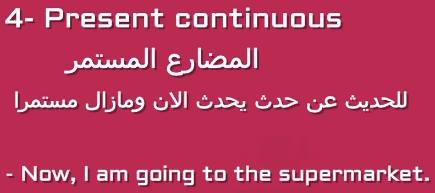 4- Present continuous
المضارع المستمر
للحديث عن حدث يحدث الان ومازال مستمرا
- Now, I am going to the supermarket.